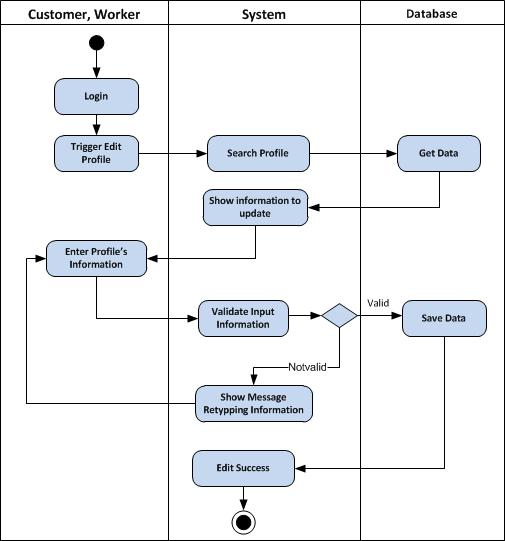 Customer, Worker
System
Database
Login
Trigger Edit
Profile
Search Profile
Get Data
Show information to
update
Enter Profile's
Information
Validate Input
Information
Valid
Save Data
Notvalid
Show Message
Retypping Information
Edit Success